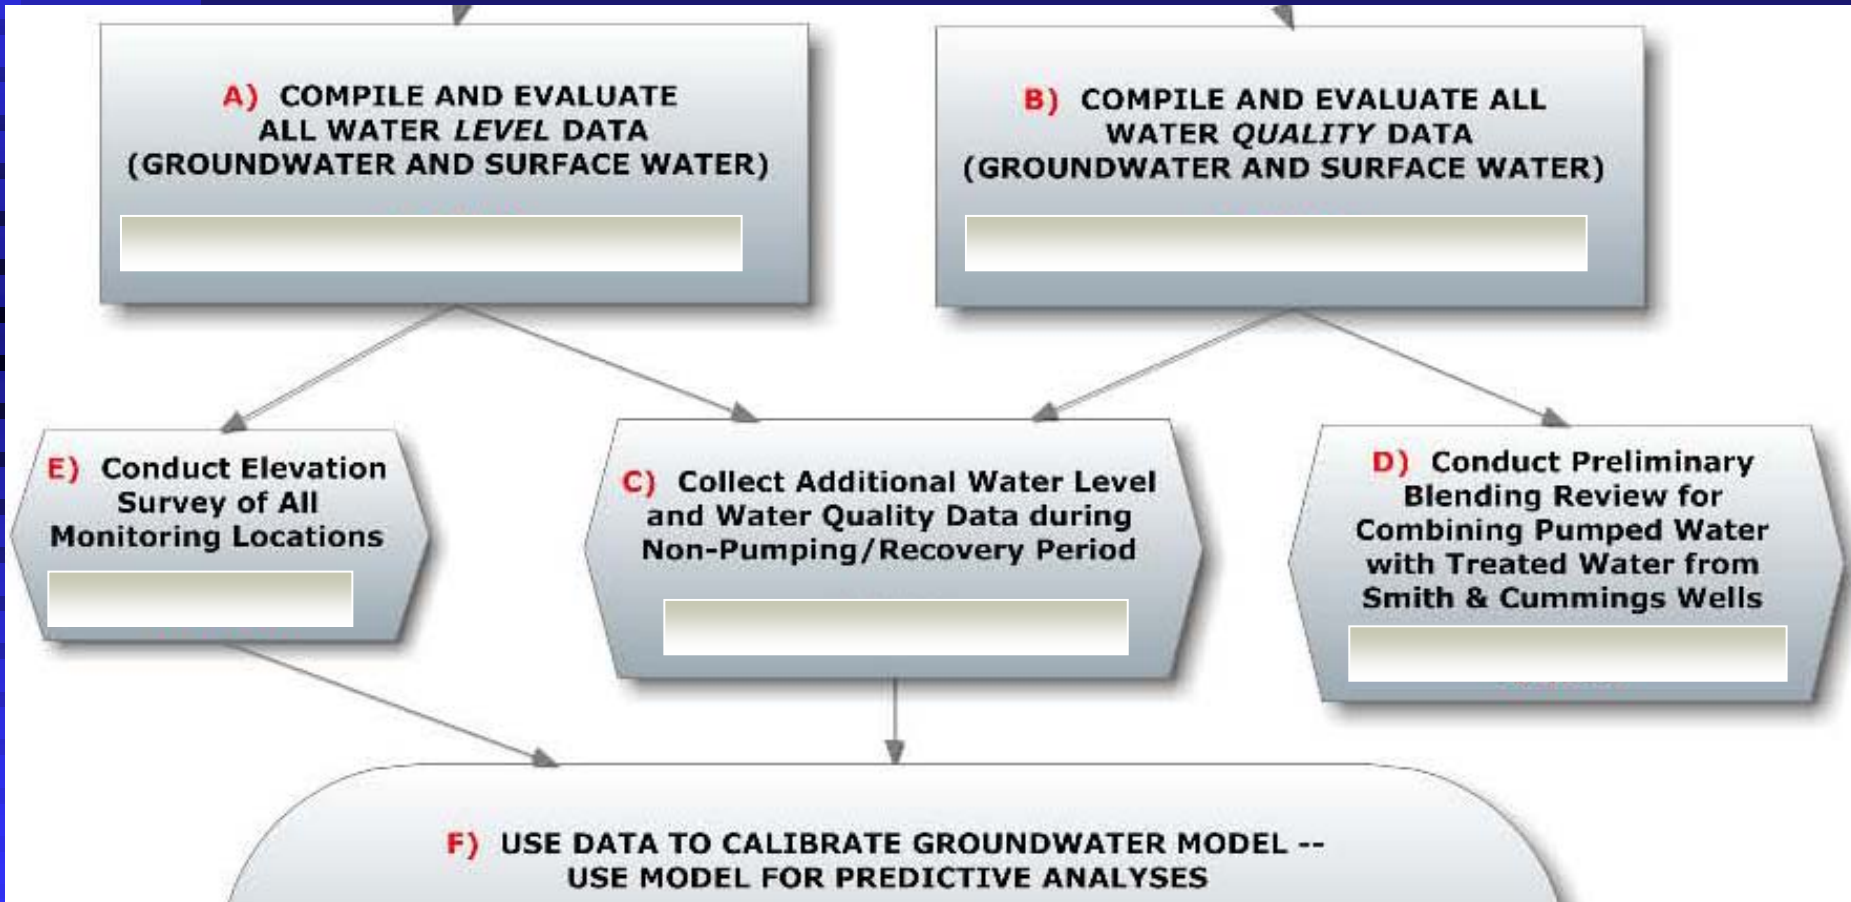 A) COMPILE AND EVALUATE
ALL WATER LEVEL DATA
(GROUNDWATER AND SURFACE WATER)
B) COMPILE AND EVALUATE ALL
WATER QUALITY DATA
(GROUNDWATER AND SURFACE WATER)
E) Conduct Elevation
Survey of All
Monitoring Locations
C) Collect Additional Water Level
and Water Quality Data during
Non-Pumping/Recovery Period
D) Conduct Preliminary
Blending Review for
Combining Pumped Water
with Treated Water from
Smith & Cummings Wells
F) USE DATA TO CALIBRATE GROUNDWATER MODEL --
USE MODEL FOR PREDICTIVE ANALYSES